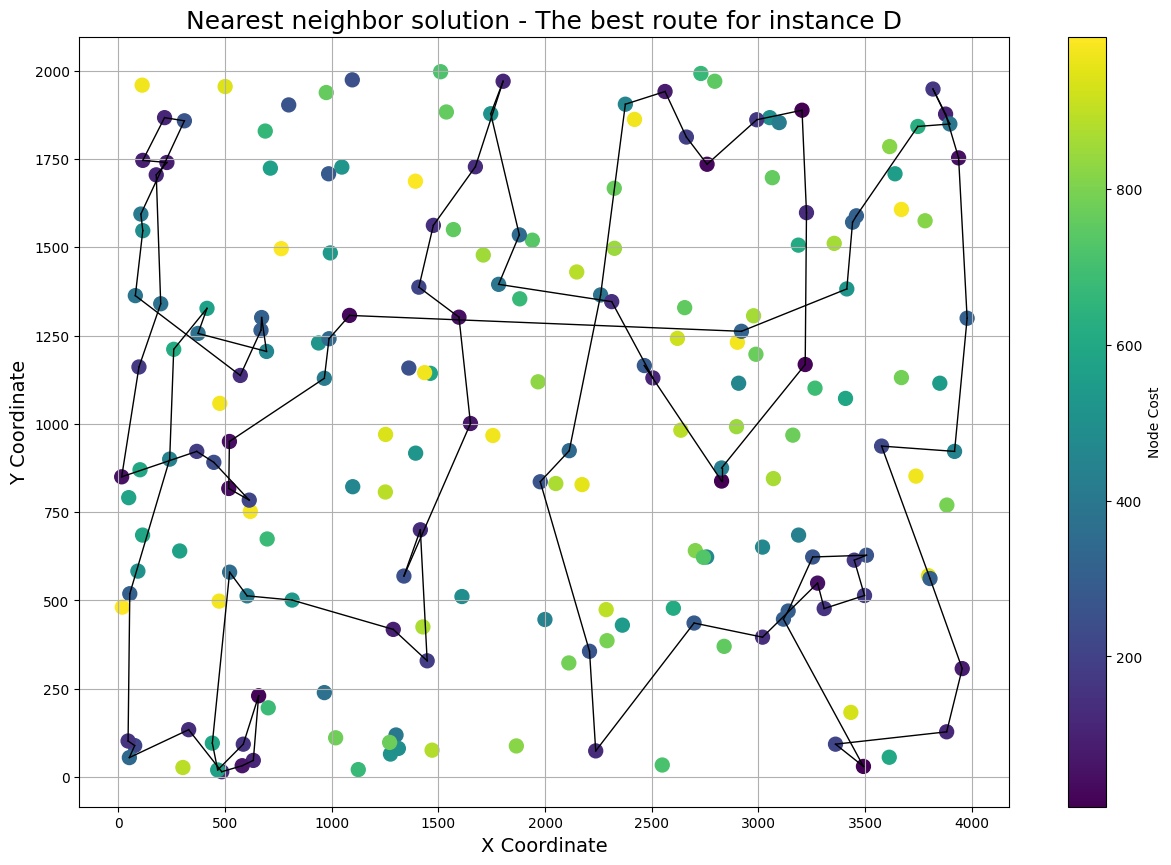 Nearest neighbor solution - The best route for instance D
Y Coordinate
2000
1750
1500
1250
1000
750
500
250
0
0 500 1000 1500 2000 2500 3000 3500 4000
X Coordinate
800
600
400
200
Node Cost